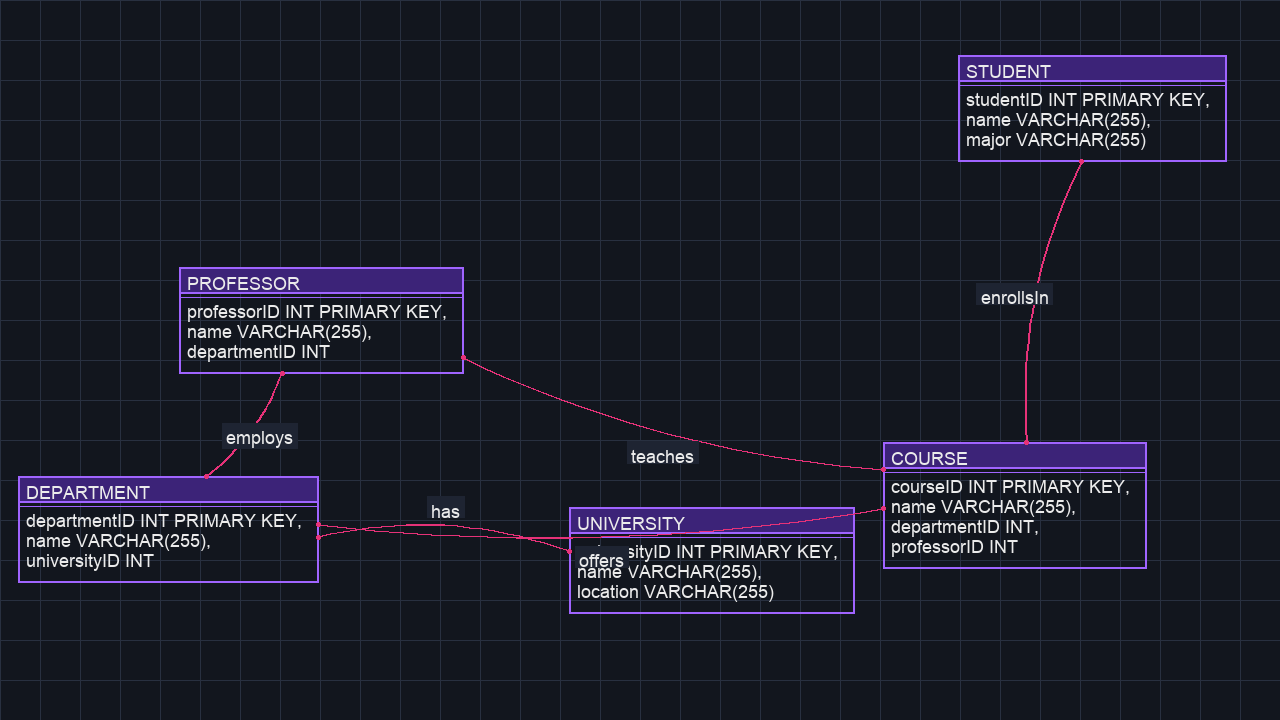 STUDENT
studentID INT PRIMARY KEY,
name VARCHAR(255),
major VARCHAR(255)
PROFESSOR
professorID INT PRIMARY KEY,
name VARCHAR(255),
departmentID INT
enrollsIn
employs
teaches
DEPARTMENT
departmentID INT PRIMARY KEY,
name VARCHAR(255),
universityID INT
has
offers
UNIVERSITY
sityID INT PRIMARY KEY,
name VARCHAR(255),
location VARCHAR(255)
COURSE
courseID INT PRIMARY KEY,
name VARCHAR(255),
departmentID INT,
professorID INT